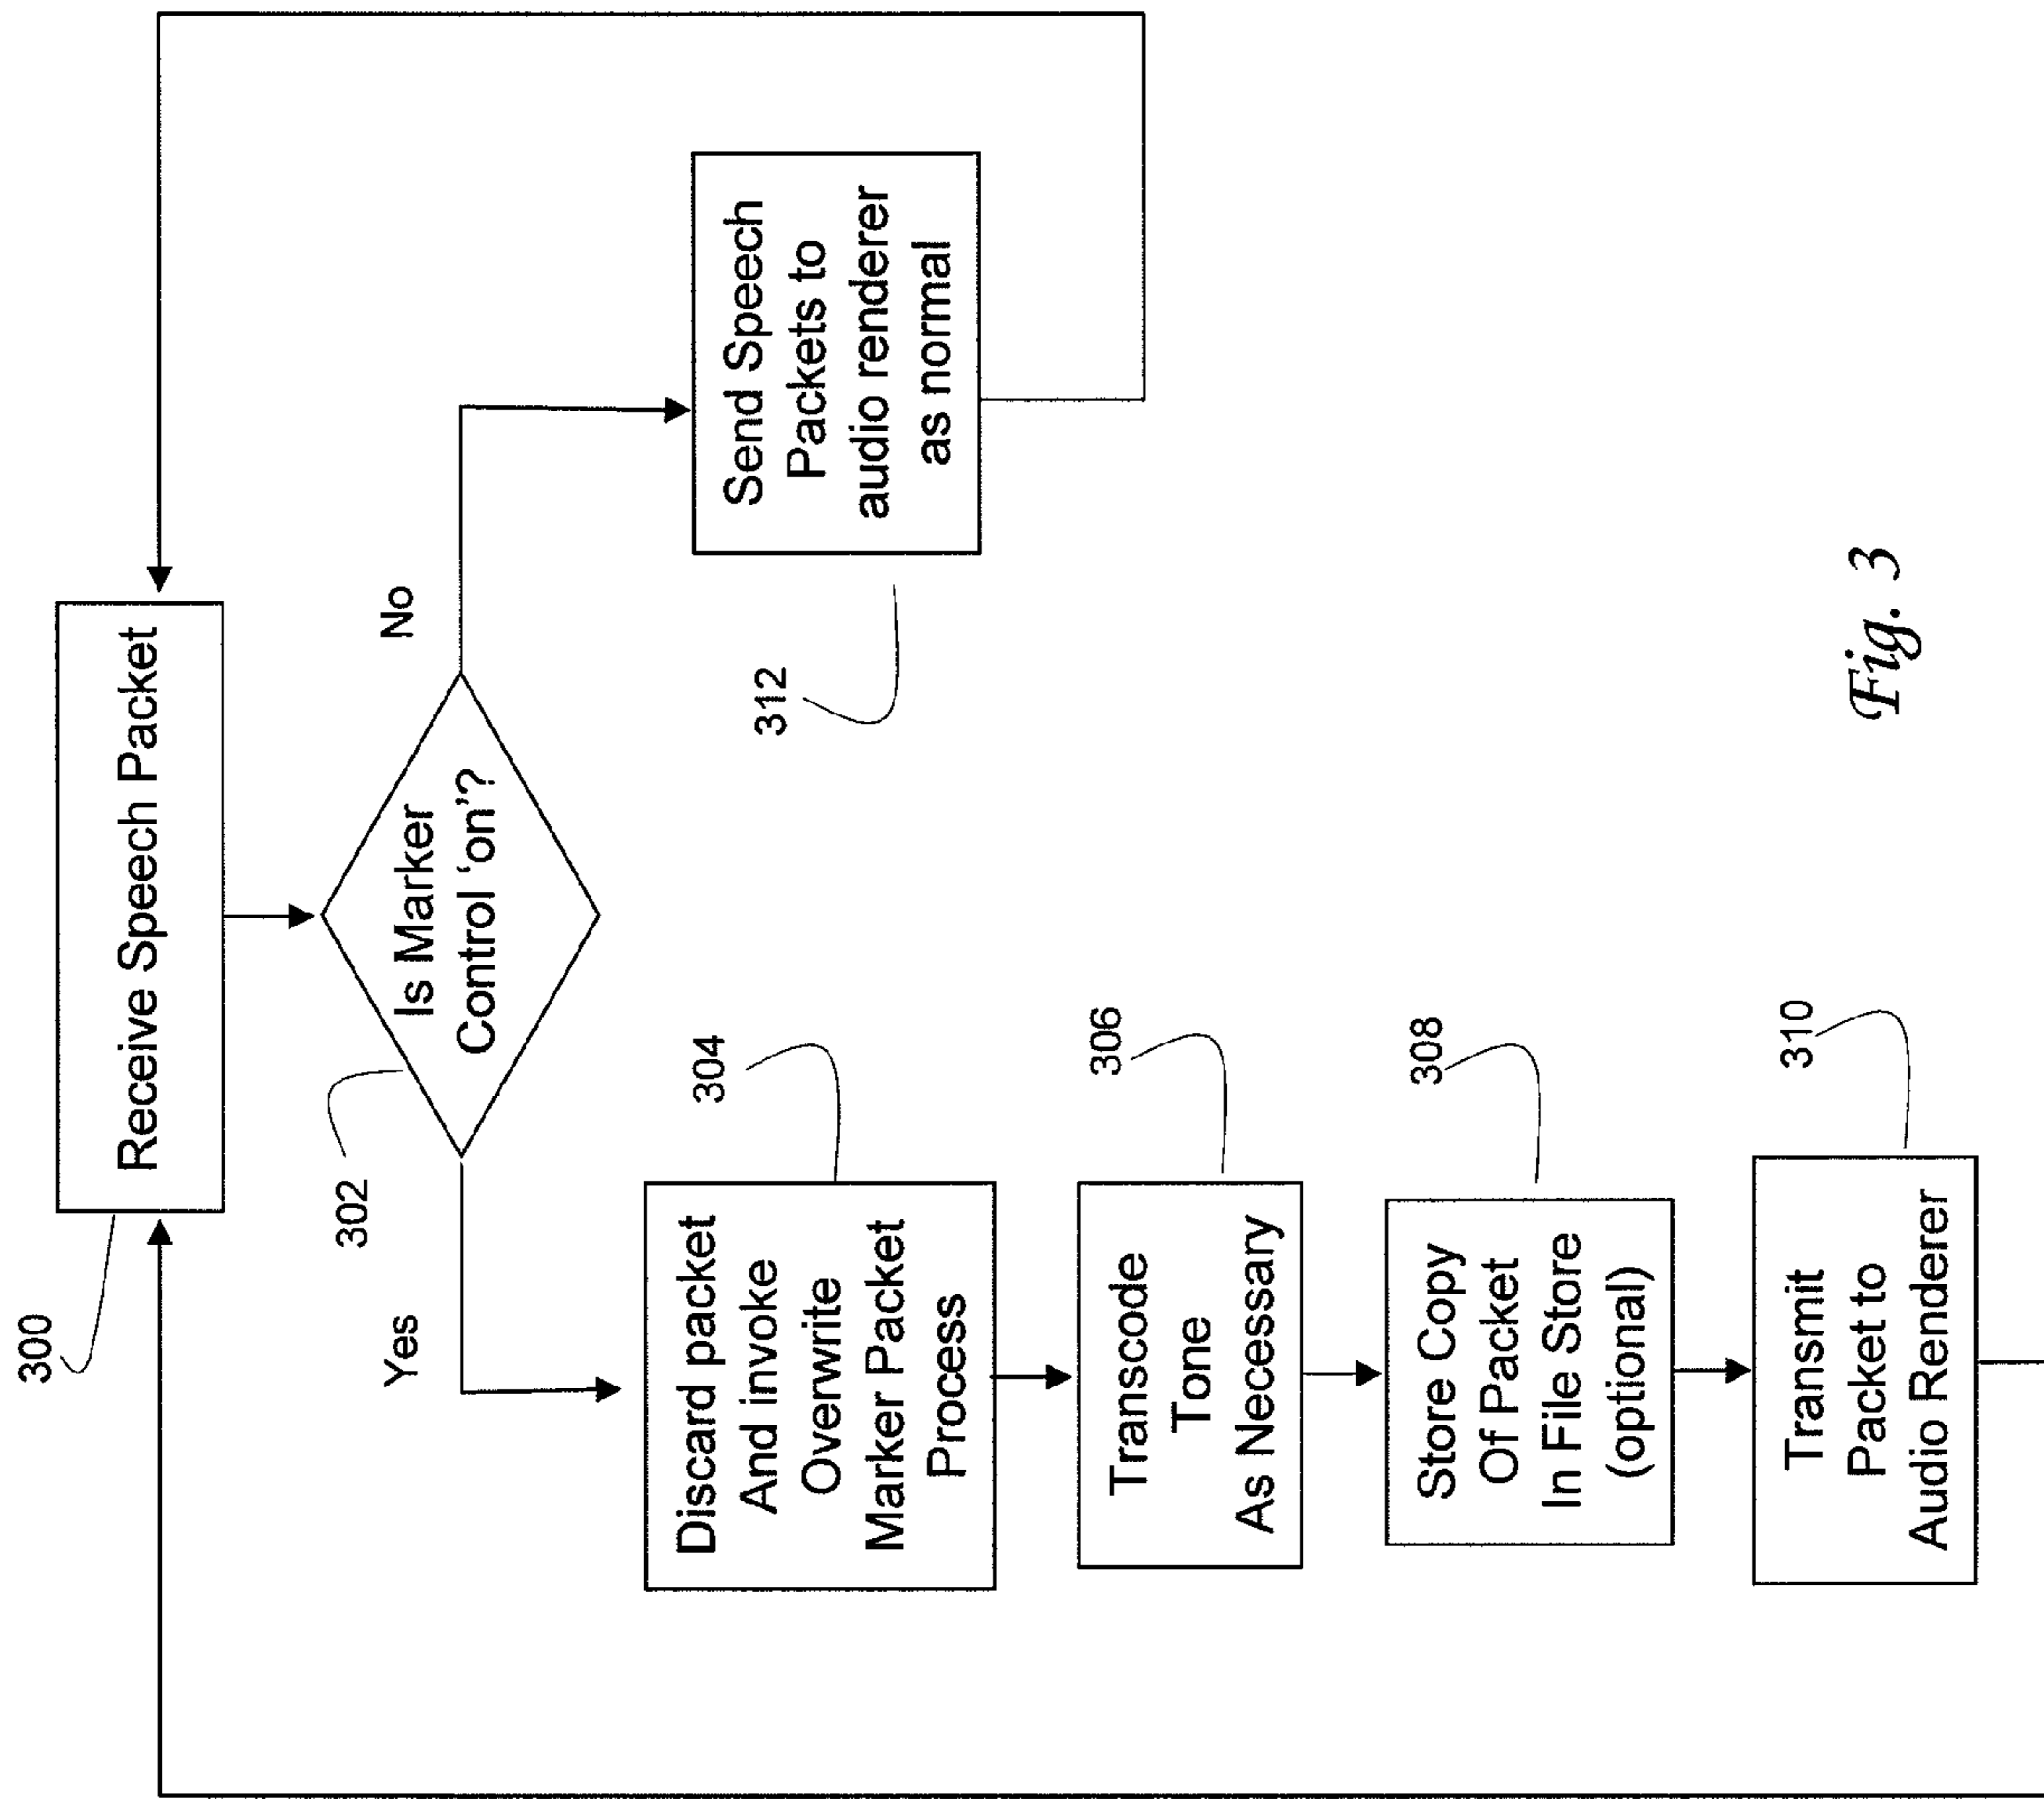 300
Receive Speech Packet
302
Is Marker
Control ‘on’?
Yes
No
304
Discard packet
And invoke
Overwrite
Marker Packet
Process
306
Transcode
Tone
As Necessary
308
Store Copy
Of Packet
In File Store
(optional)
310
Transmit
Packet to
Audio Renderer
312
Send Speech
Packets to
audio renderer
as normal
Fig. 3